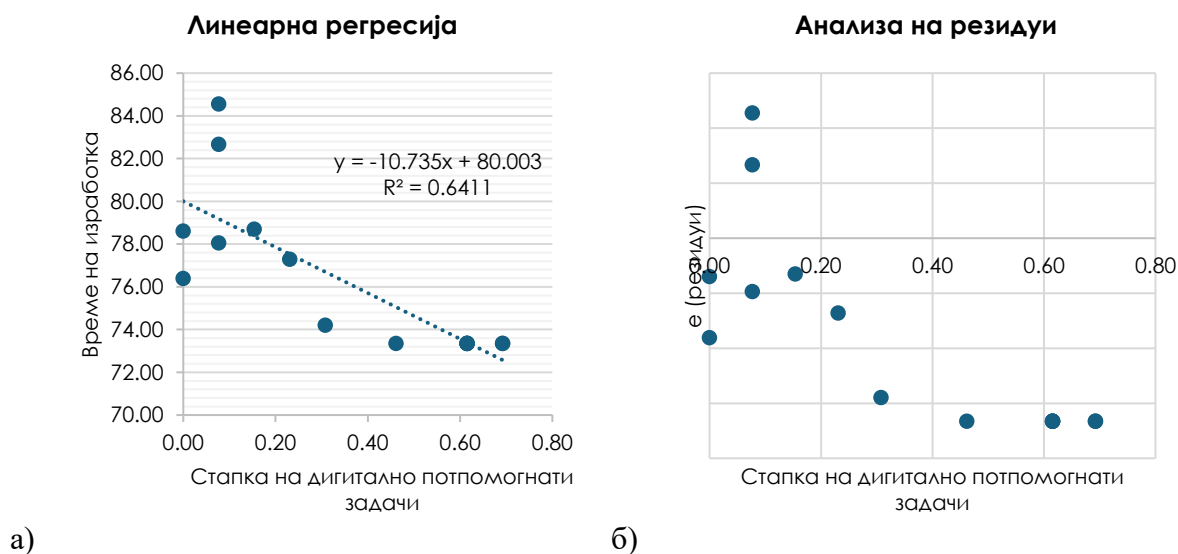 Линеарна регресија
86.00
84.00
82.00
80.00
78.00
76.00
74.00
72.00
70.00
Време на изработка
y = -10.735x + 80.003
R² = 0.6411
0.00 0.20 0.40 0.60 0.80
Стапка на дигитално потпомогнати
задачи
а)
Анализа на резидуи
е (резидуи)
0.00 0.20 0.40 0.60 0.80
Стапка на дигитално потпомогнати
задачи
б)